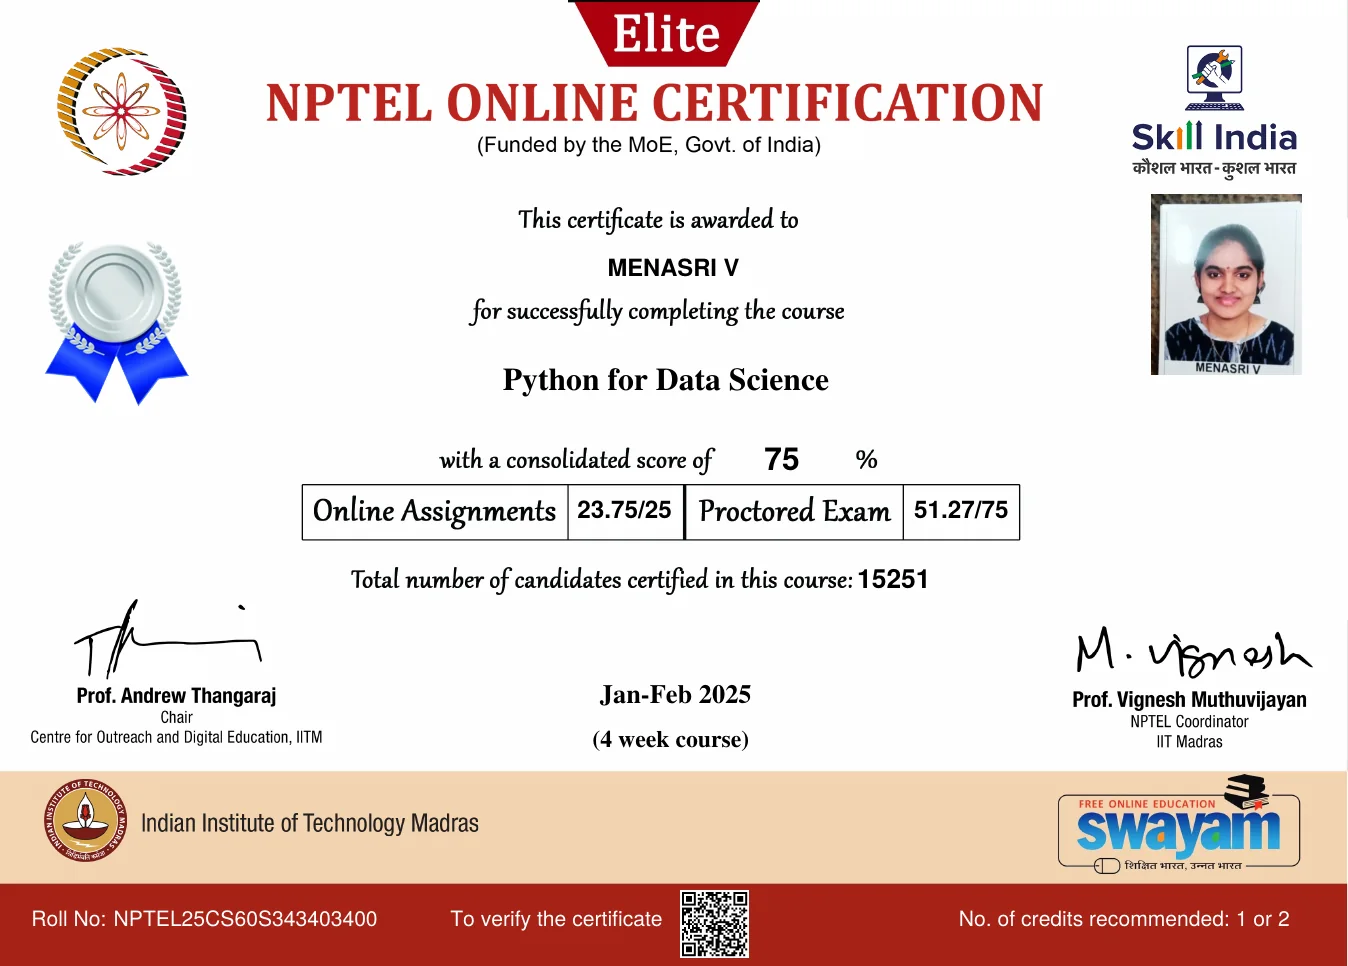 Elite
NPTEL ONLINE CERTIFICATION
(Funded by the MoE, Govt. of India)
Skill India
कौशल भारत - कुशल भारत
This certificate is awarded to
MENASRI V
for successfully completing the course
MENASRI V
Python for Data Science
with a consolidated score of 75 %
Online Assignments 23.75/25 Proctored Exam 51.27/75
Total number of candidates certified in this course: 15251
M. Vignesh
Prof. Andrew Thangaraj
Chair
Centre for Outreach and Digital Education, IITM
Jan-Feb 2025
(4 week course)
Prof. Vignesh Muthuvijayan
NPTEL Coordinator
IIT Madras
INDIAN INSTITUTE OF TECHNOLOGY MADRAS
Indian Institute of Technology Madras
FREE ONLINE EDUCATION
swayam
शिक्षित भारत, उन्नत भारत
Roll No: NPTEL25CS60S343403400
To verify the certificate
No. of credits recommended: 1 or 2